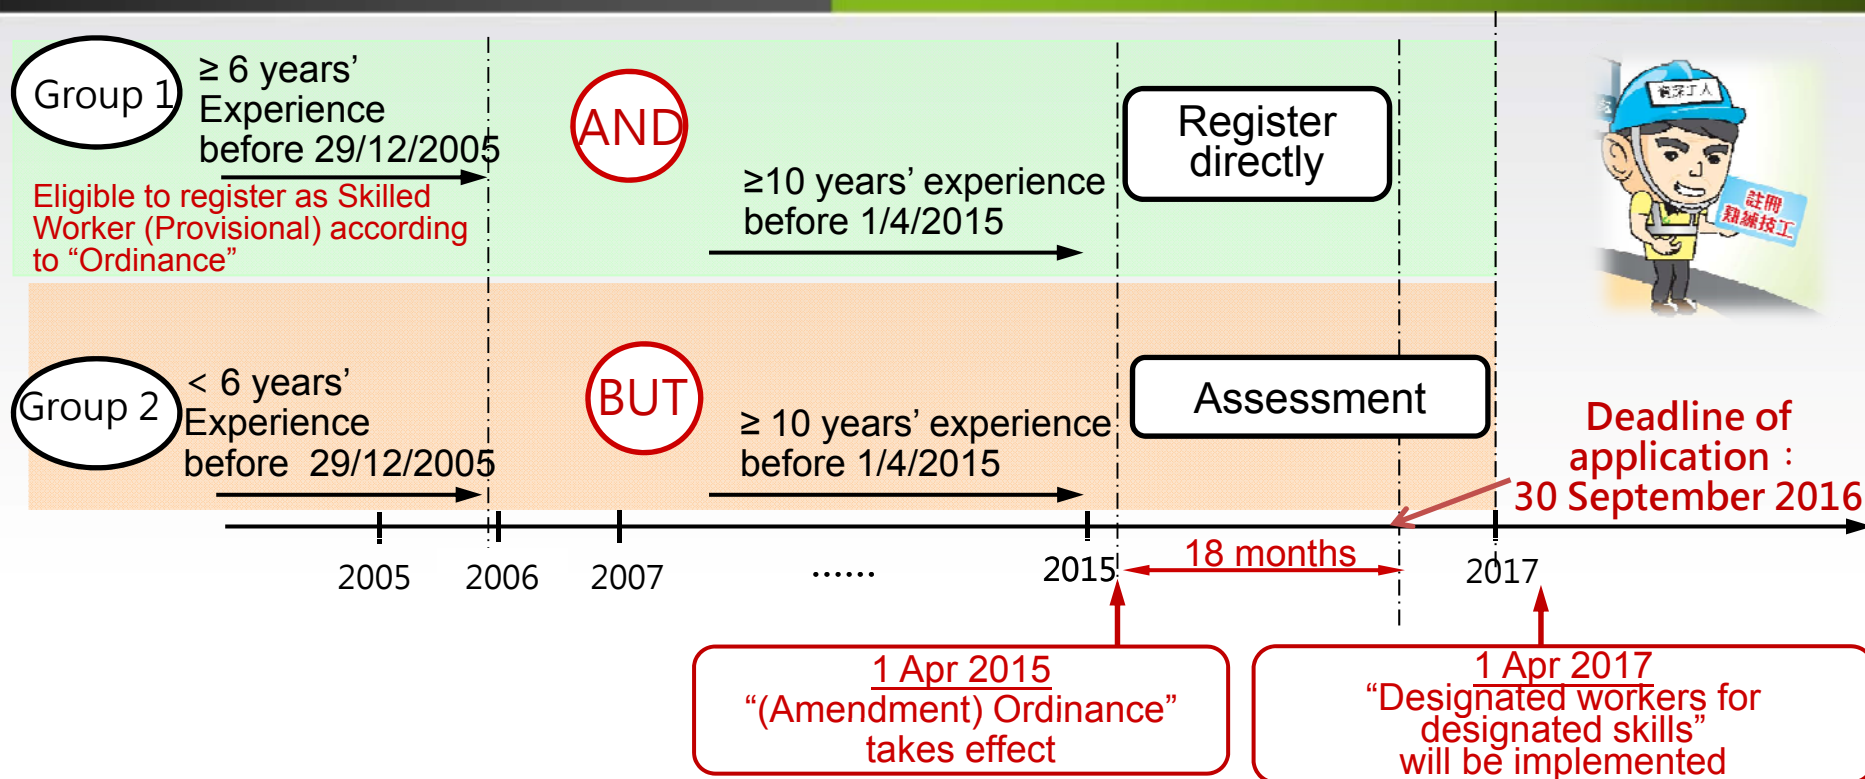 Group 1
≥ 6 years’
Experience
before 29/12/2005
Eligible to register as Skilled
Worker (Provisional) according
to “Ordinance”
AND
≥10 years’ experience
before 1/4/2015
Register
directly
資深工人
註冊
熟練技工
Group 2
< 6 years’
Experience
before 29/12/2005
BUT
≥ 10 years’ experience
before 1/4/2015
Assessment
Deadline of
application：
30 September 2016
2005
2006
2007
......
2015
18 months
2017
1 Apr 2015
“(Amendment) Ordinance”
takes effect
1 Apr 2017
“Designated workers for
designated skills”
will be implemented